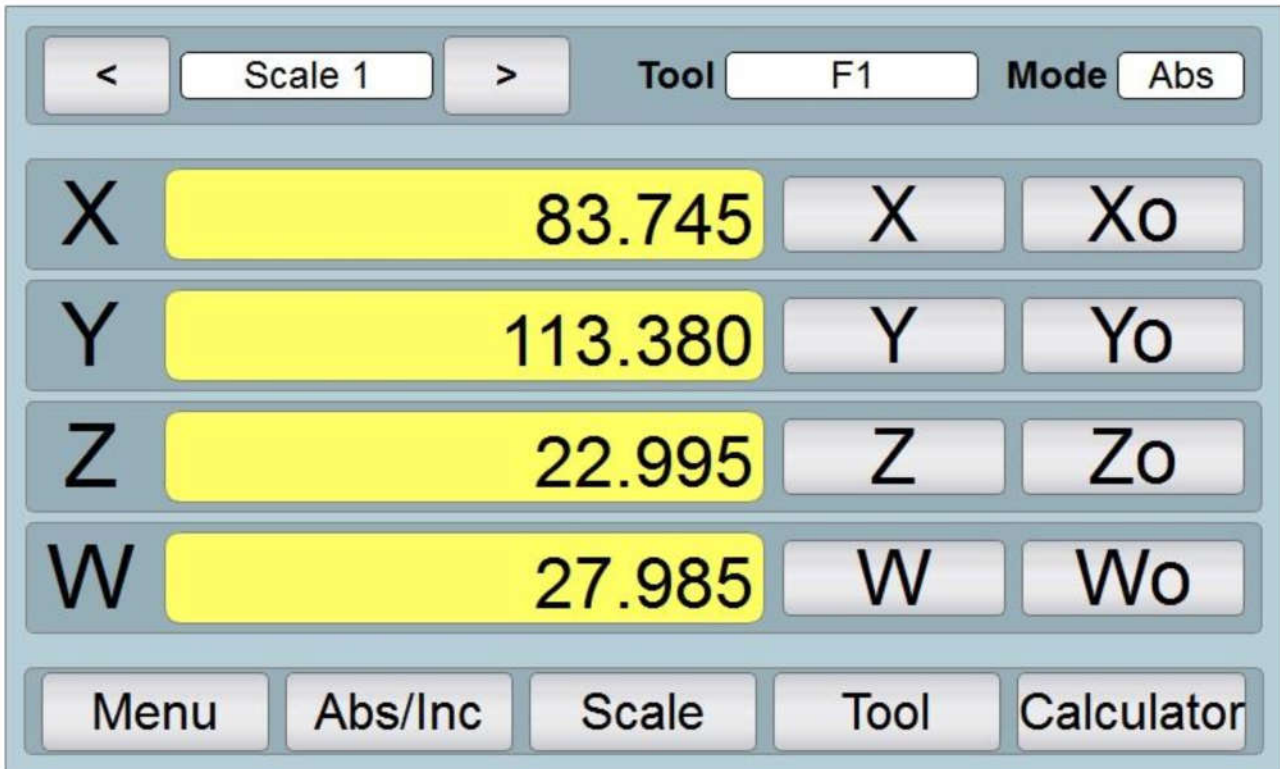 < Scale 1 > Tool F1 Mode Abs
X 83.745 X Xo
Y 113.380 Y Yo
Z 22.995 Z Zo
W 27.985 W Wo
Menu Abs/Inc Scale Tool Calculator